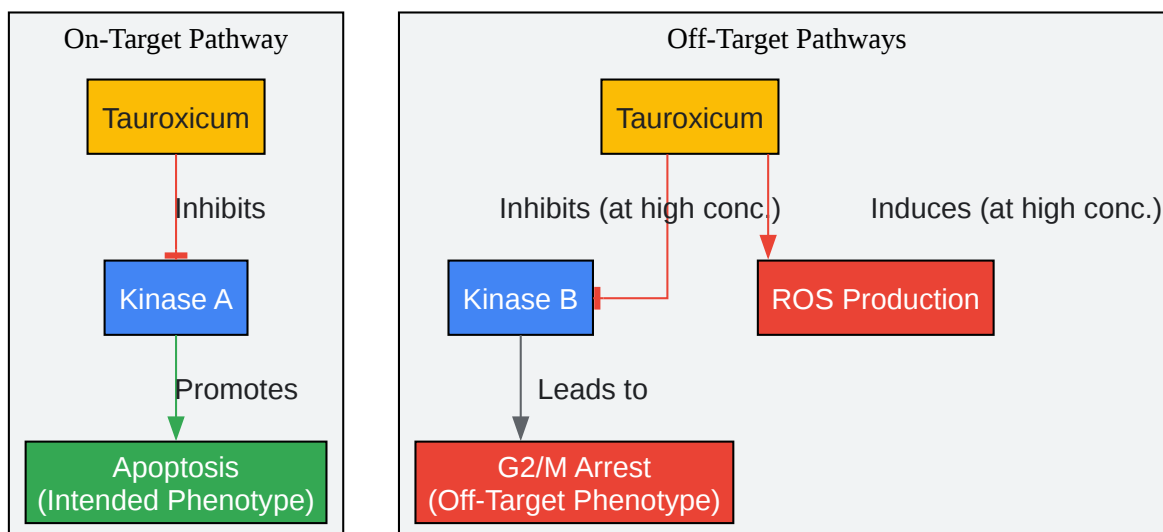 On-Target Pathway
Tauroxicum
Inhibits
Kinase A
Promotes
Apoptosis
(Intended Phenotype)
Off-Target Pathways
Tauroxicum
Inhibits (at high conc.)
Induces (at high conc.)
Kinase B
ROS Production
Leads to
G2/M Arrest
(Off-Target Phenotype)